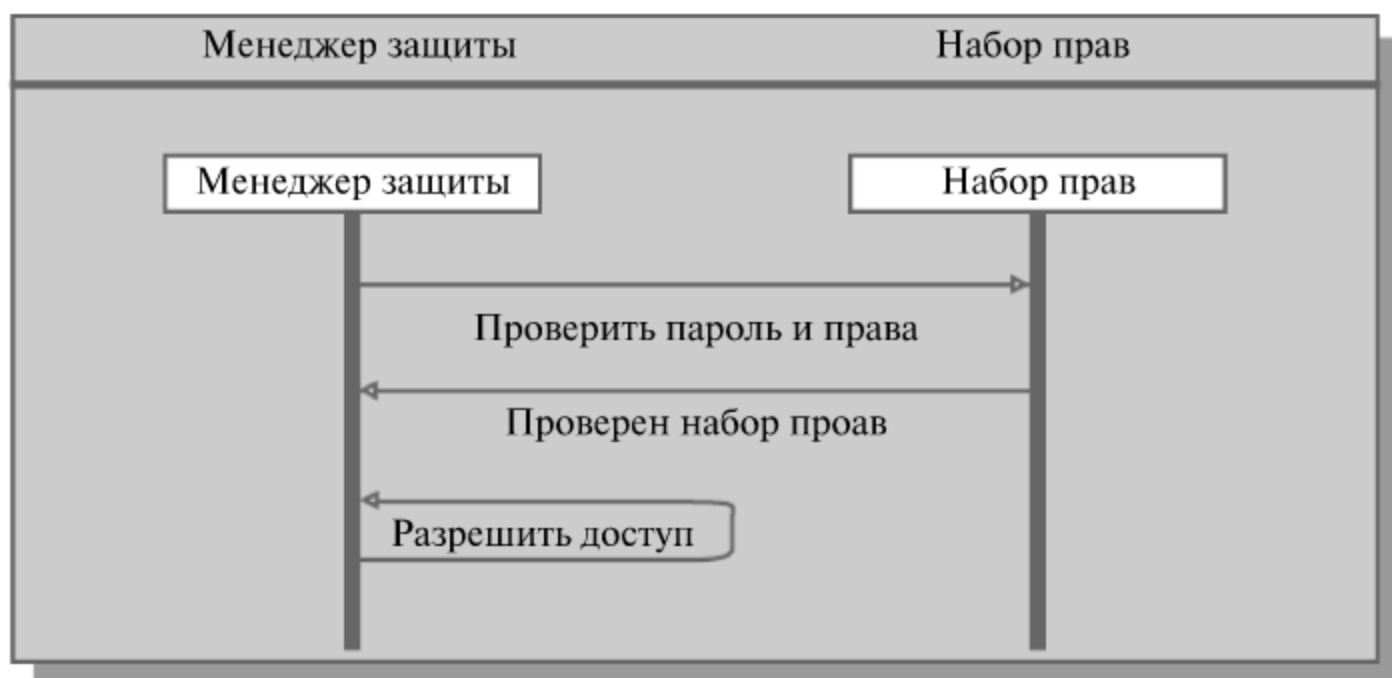 Менеджер защиты Набор прав
Менеджер защиты Набор прав
Проверить пароль и права
Проверен набор проав
Разрешить доступ